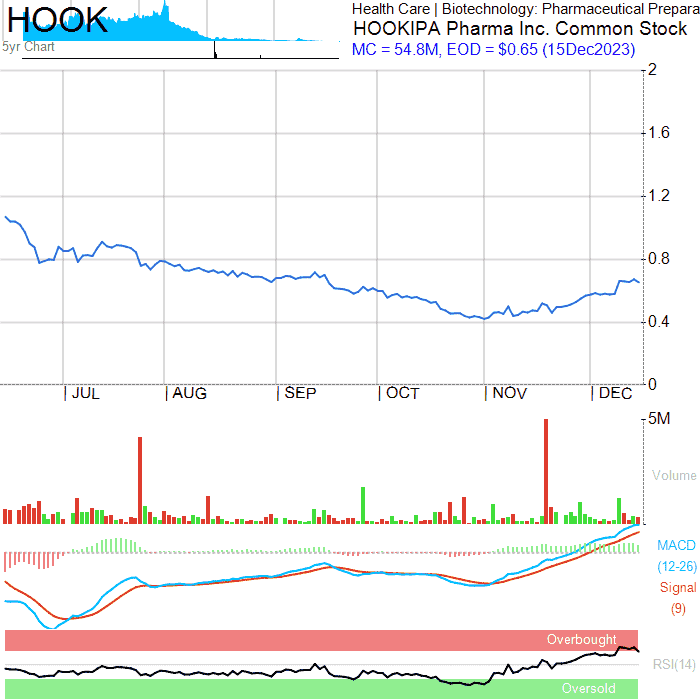 HOOK
5yr Chart
Health Care | Biotechnology: Pharmaceutical Prepara
HOOKIPA Pharma Inc. Common Stock
MC = 54.8M, EOD = $0.65 (15Dec2023)
2
1.6
1.2
0.8
0.4
0
| JUL | AUG | SEP | OCT | NOV | DEC
5M
Volume
MACD
(12-26)
Signal
(9)
Overbought
RSI(14)
Oversold